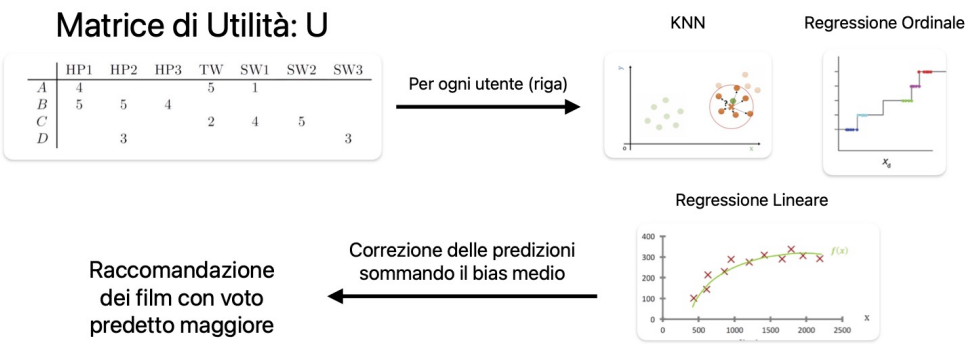 Matrice di Utilità: U
HP1 HP2 HP3 TW SW1 SW2 SW3
A 4 5 1
B 5 5 4
C 2 4 5
D 3 3
Per ogni utente (riga)
KNN
y
?
0
x
Regressione Ordinale
Xd
Regressione Lineare
400
300
200
100
0
f(x)
x
0 500 1000 1500 2000 2500
Correzione delle predizioni
sommando il bias medio
Raccomandazione
dei film con voto
predetto maggiore